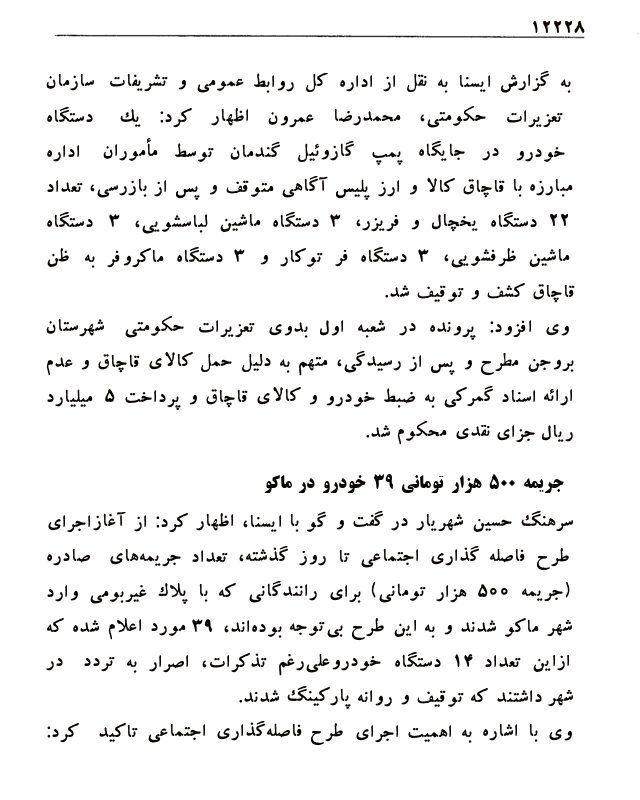 ۱۲۲۲۸
به گزارش ایسنا به نقل از اداره کل روابط عمومی و تشریفات سازمان
تعزیرات حکومتی، محمدرضا عمرون اظهار کرد: یك دستگاه
خودرو در جایگاه پمپ گازوئیل گندمان توسط مأموران اداره
مبارزه با قاچاق کالا و ارز پلیس آگاهی متوقف و پس از بازرسی، تعداد
۲۲ دستگاه یخچال و فریزر، ۳ دستگاه ماشین لباسشویی، ۳ دستگاه
ماشین ظرفشویی، ۳ دستگاه فر توکار و ۳ دستگاه ماکروفر به ظن
قاچاق کشف و توقیف شد.
وی افزود: پرونده در شعبه اول بدوی تعزیرات حکومتی شهرستان
بروجن مطرح و پس از رسیدگی، متهم به دلیل حمل کالای قاچاق و عدم
ارائه اسناد گمرکی به ضبط خودرو و کالای قاچاق و پرداخت ۵ میلیارد
ریال جزای نقدی محکوم شد.
جریمه ۵۰۰ هزار تومانی ۳۹ خودرو در ماکو
سرهنگ حسین شهریار در گفت و گو با ایسنا، اظهار کرد: از آغازاجرای
طرح فاصله گذاری اجتماعی تا روز گذشته، تعداد جریمه‌های صادره
(جریمه ۵۰۰ هزار تومانی) برای رانندگانی که با پلاك غیربومی وارد
شهر ماکو شدند و به این طرح بی‌توجه بوده‌اند، ۳۹ مورد اعلام شده که
ازاین تعداد ۱۴ دستگاه خودروعلی‌رغم تذکرات، اصرار به تردد در
شهر داشتند که توقیف و روانه پارکینگ شدند.
وی با اشاره به اهمیت اجرای طرح فاصله‌گذاری اجتماعی تاکید کرد: